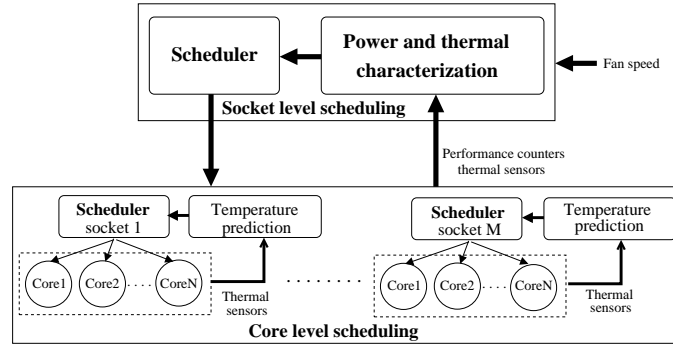 Scheduler
Power and thermal
characterization
Fan speed
Socket level scheduling
Performance counters
thermal sensors
Scheduler
socket 1
Temperature
prediction
Core1
Core2
. . . .
CoreN
Thermal
sensors
. . . . . . . .
Scheduler
socket M
Temperature
prediction
Core1
Core2
. . . .
CoreN
Thermal
sensors
Core level scheduling